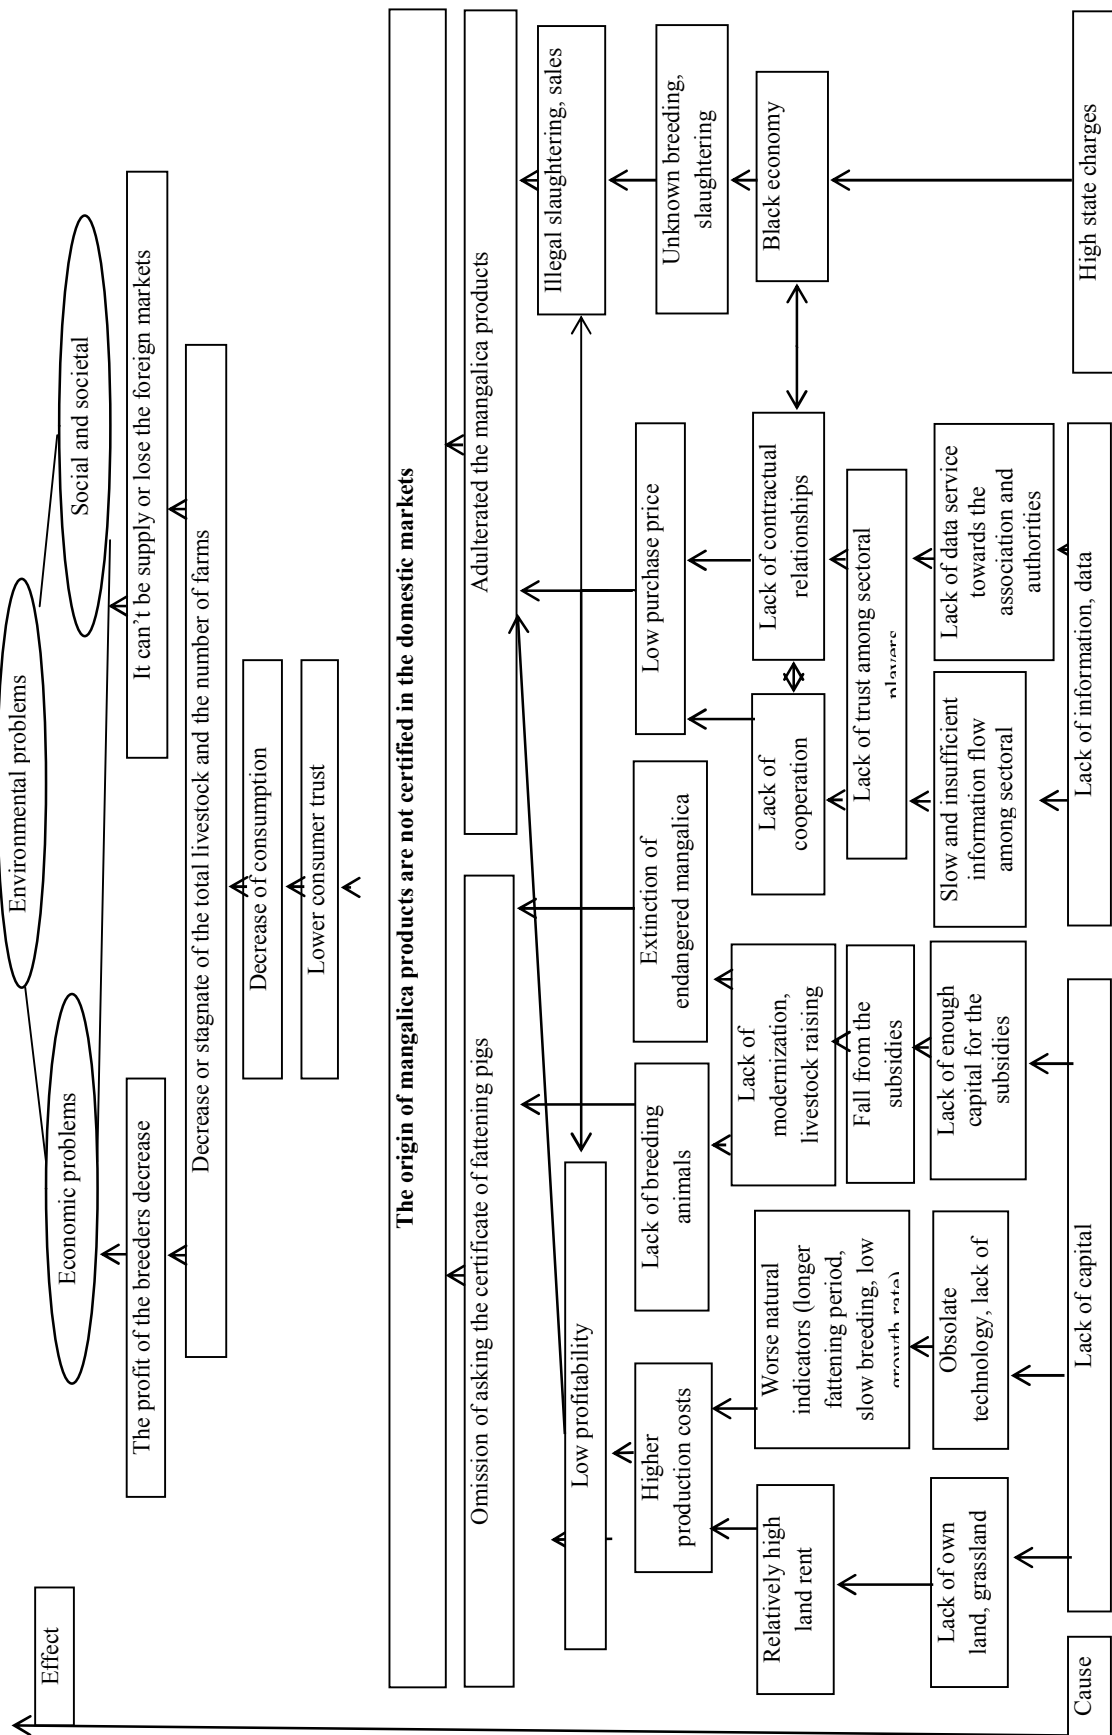 Effect
Environmental problems
Economic problems
Social and societal
The profit of the breeders decrease
It can't be supply or lose the foreign markets
Decrease or stagnate of the total livestock and the number of farms
Decrease of consumption
Lower consumer trust
The origin of mangalica products are not certified in the domestic markets
Omission of asking the certificate of fattening pigs
Adulterated the mangalica products
Illegal slaughtering, sales
Low profitability
Higher
production costs
Lack of breeding
animals
Extinction of
endangered mangalica
Low purchase price
Unknown breeding,
slaughtering
Relatively high
land rent
Worse natural
indicators (longer
fattening period,
slow breeding, low
growth rate)
Lack of
modernization,
livestock raising
Fall from the
subsidies
Lack of
cooperation
Lack of contractual
relationships
Black economy
Lack of trust among sectoral
players
Lack of own
land, grassland
Obsolate
technology, lack of
Lack of enough
capital for the
subsidies
Slow and insufficient
information flow
among sectoral
Lack of data service
towards the
association and
authorities
Cause
Lack of capital
Lack of information, data
High state charges